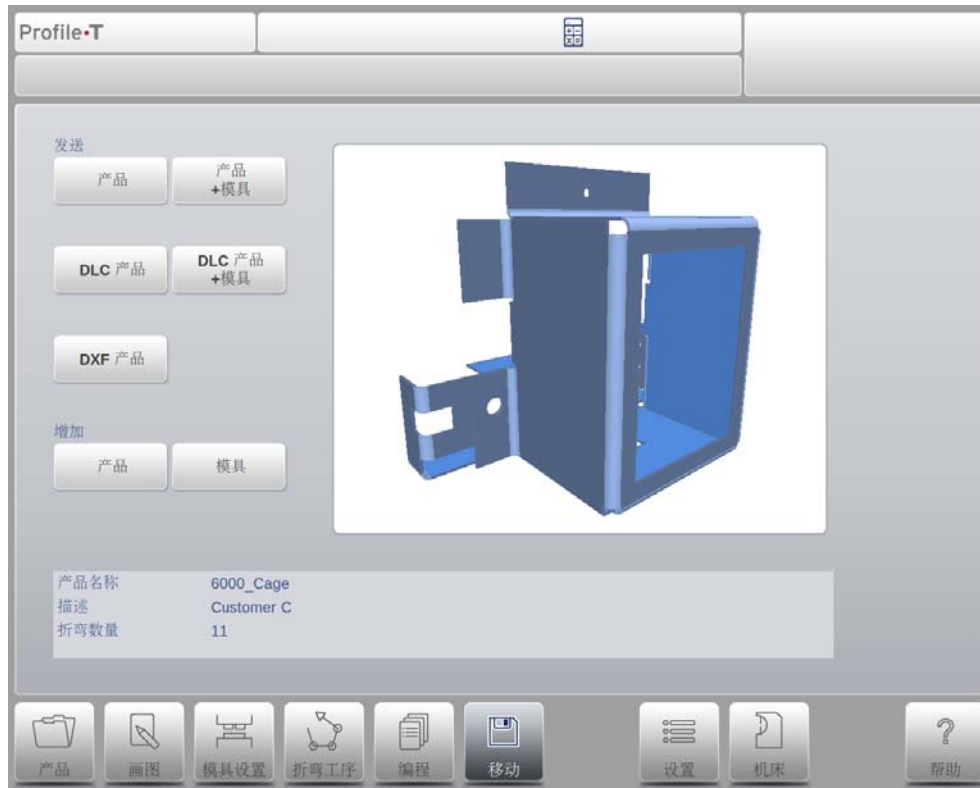 Profile•T
发送
产品
产品
+模具
DLC 产品
DLC 产品
+模具
DXF 产品
增加
产品
模具
产品名称 6000_Cage
描述 Customer C
折弯数量 11
产品
画图
模具设置
折弯工序
编程
移动
设置
机床
帮助